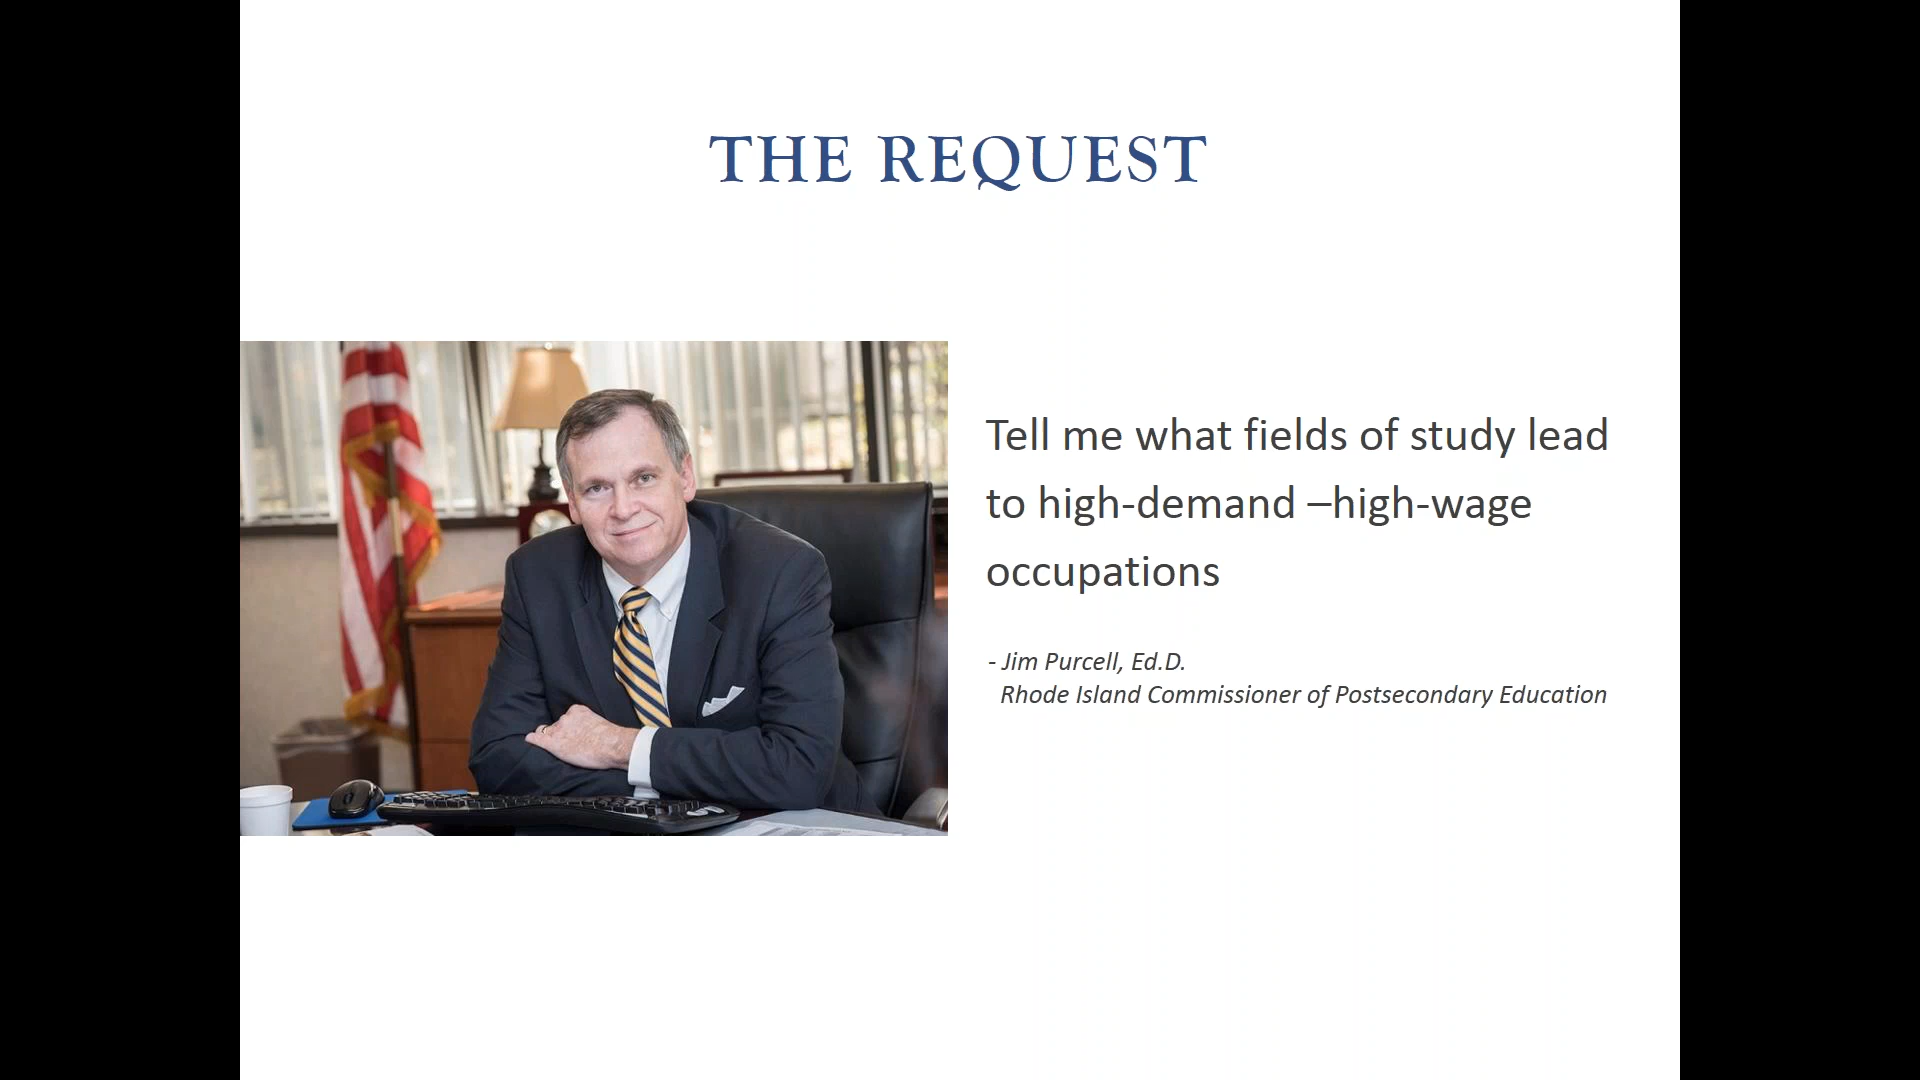 THE REQUEST
Tell me what fields of study lead
to high-demand –high-wage
occupations
- Jim Purcell, Ed.D.
Rhode Island Commissioner of Postsecondary Education